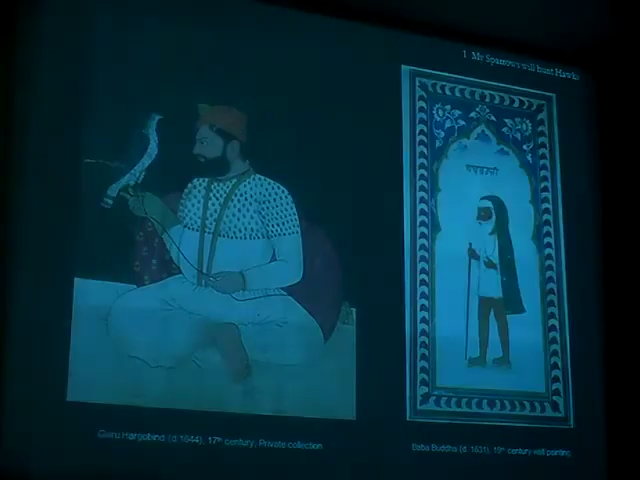 1 My Sparrows will hunt Hawks
Guru Hargobind (d.1644), 17th century, Private collection
Baba Buddha (d. 1631), 19th century wall painting